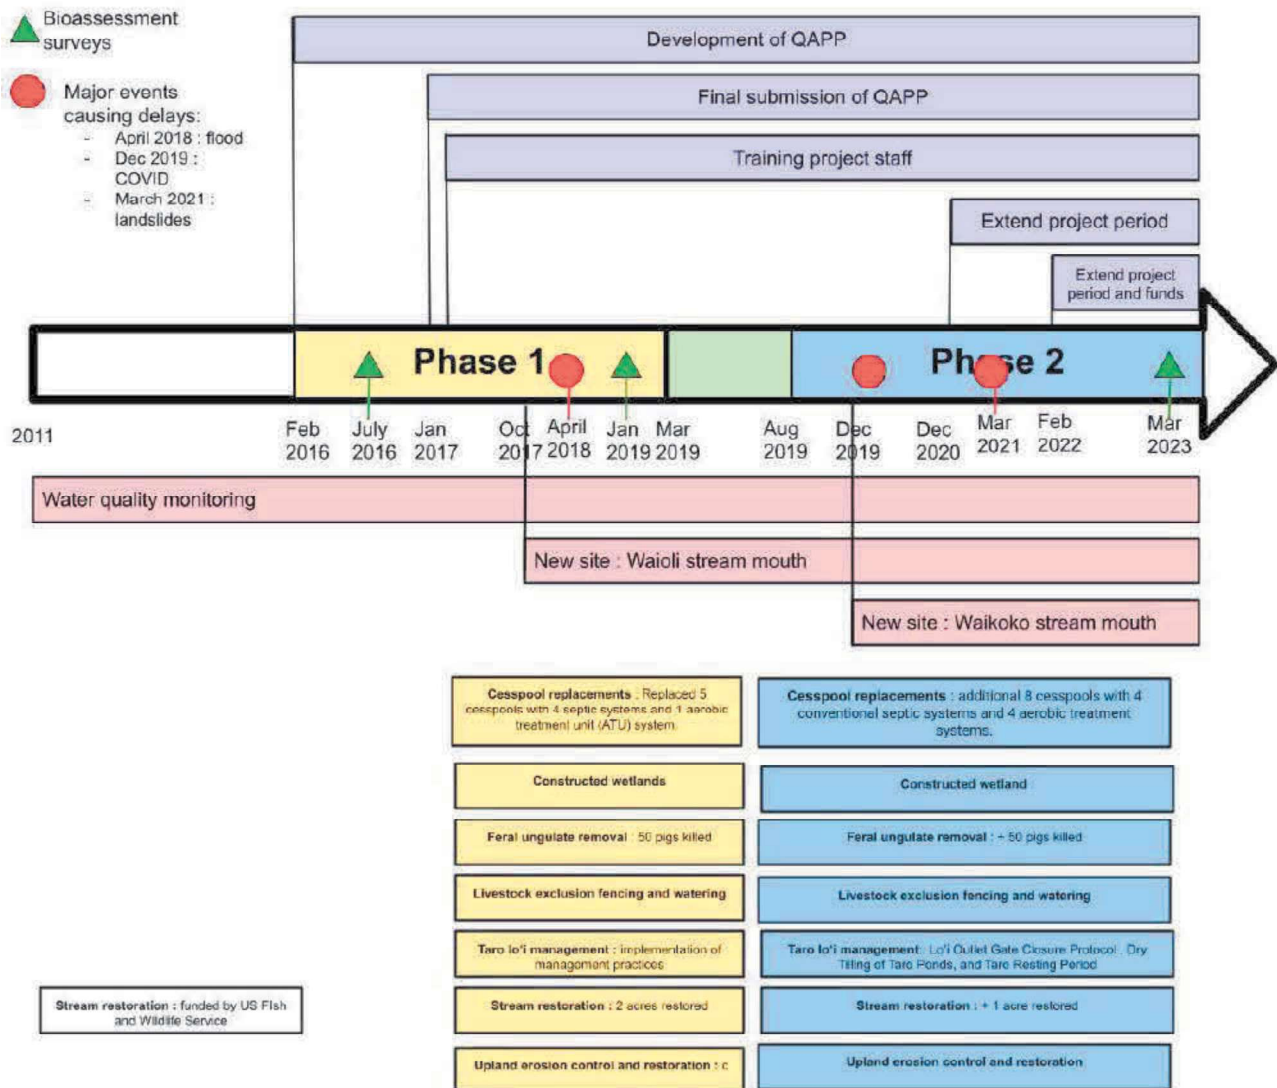 Bioassessment
surveys
Major events
causing delays:
- April 2018 : flood
- Dec 2019 :
COVID
- March 2021 :
landslides
Development of QAPP
Final submission of QAPP
Training project staff
Extend project period
Extend project
period and funds
Phase 1
Phase 2
2011
Feb
2016
July
2016
Jan
2017
Oct
2017
April
2018
Jan
2019
Mar
2019
Aug
2019
Dec
2019
Dec
2020
Mar
2021
Feb
2022
Mar
2023
Water quality monitoring
New site : Waioli stream mouth
New site : Waikoko stream mouth
Cesspool replacements : Replaced 5
cesspools with 4 septic systems and 1 aerobic
treatment unit (ATU) system.
Cesspool replacements : additional 8 cesspools with 4
conventional septic systems and 4 aerobic treatment
systems.
Constructed wetlands
Constructed wetland
Feral ungulate removal : 50 pigs killed
Feral ungulate removal : + 50 pigs killed
Livestock exclusion fencing and watering
Livestock exclusion fencing and watering
Taro lo'i management : implementation of
management practices
Taro lo'i management : Lo'i Outlet Gate Closure Protocol , Dry
Tilling of Taro Ponds, and Taro Resting Period
Stream restoration : funded by US FIsh
and Wildlife Service
Stream restoration : 2 acres restored
Stream restoration : + 1 acre restored
Upland erosion control and restoration : c
Upland erosion control and restoration